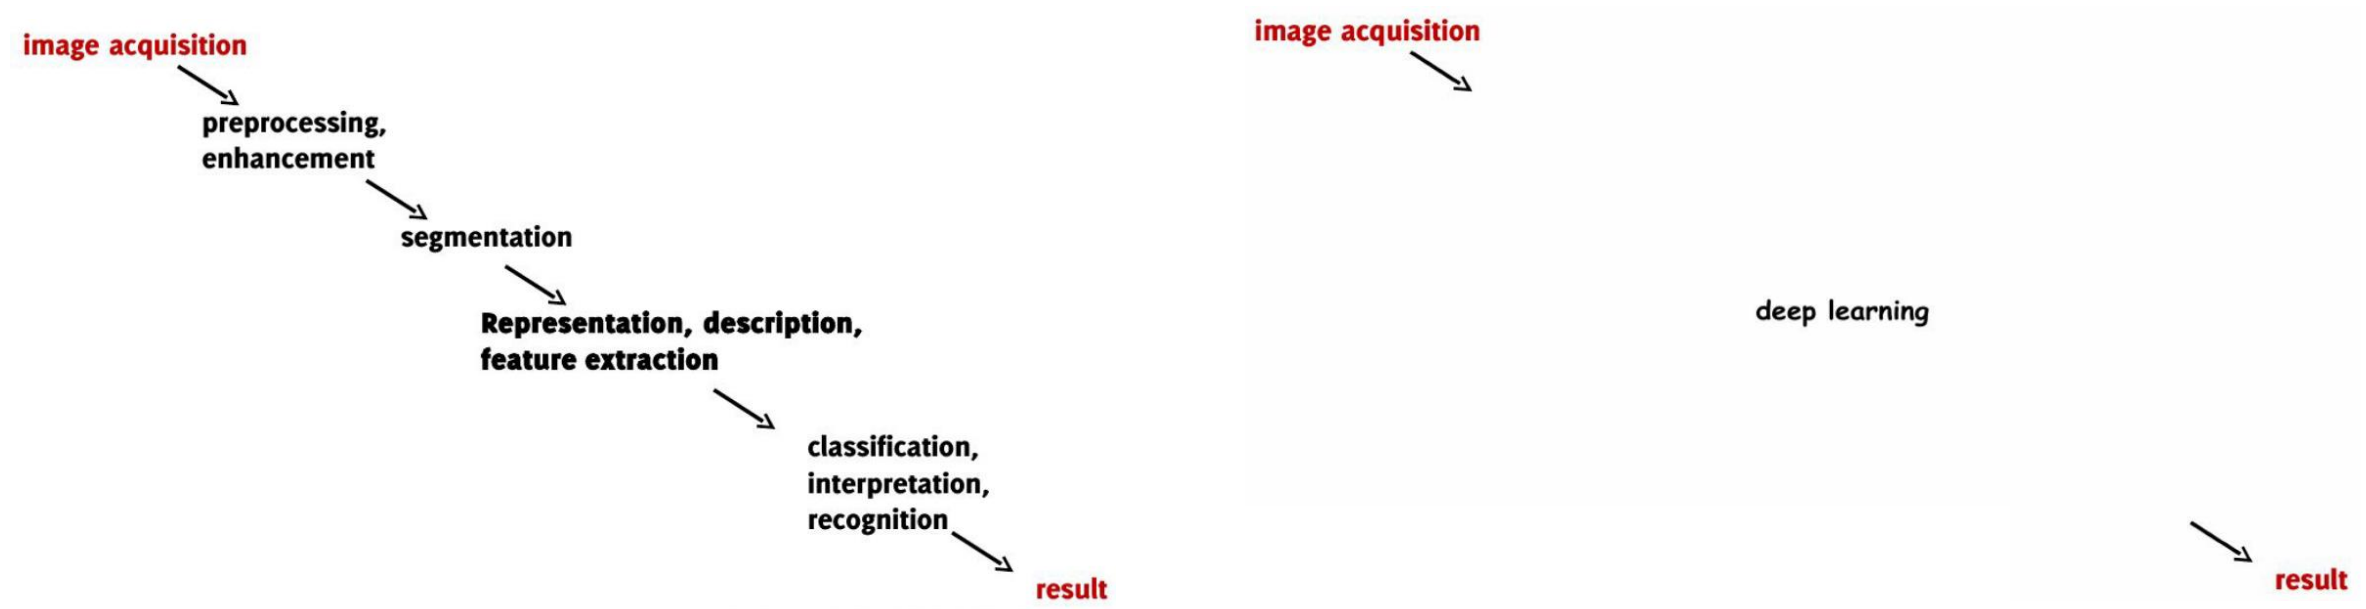 image acquisition
preprocessing,
enhancement
segmentation
Representation, description,
feature extraction
classification,
interpretation,
recognition
result
image acquisition
deep learning
result